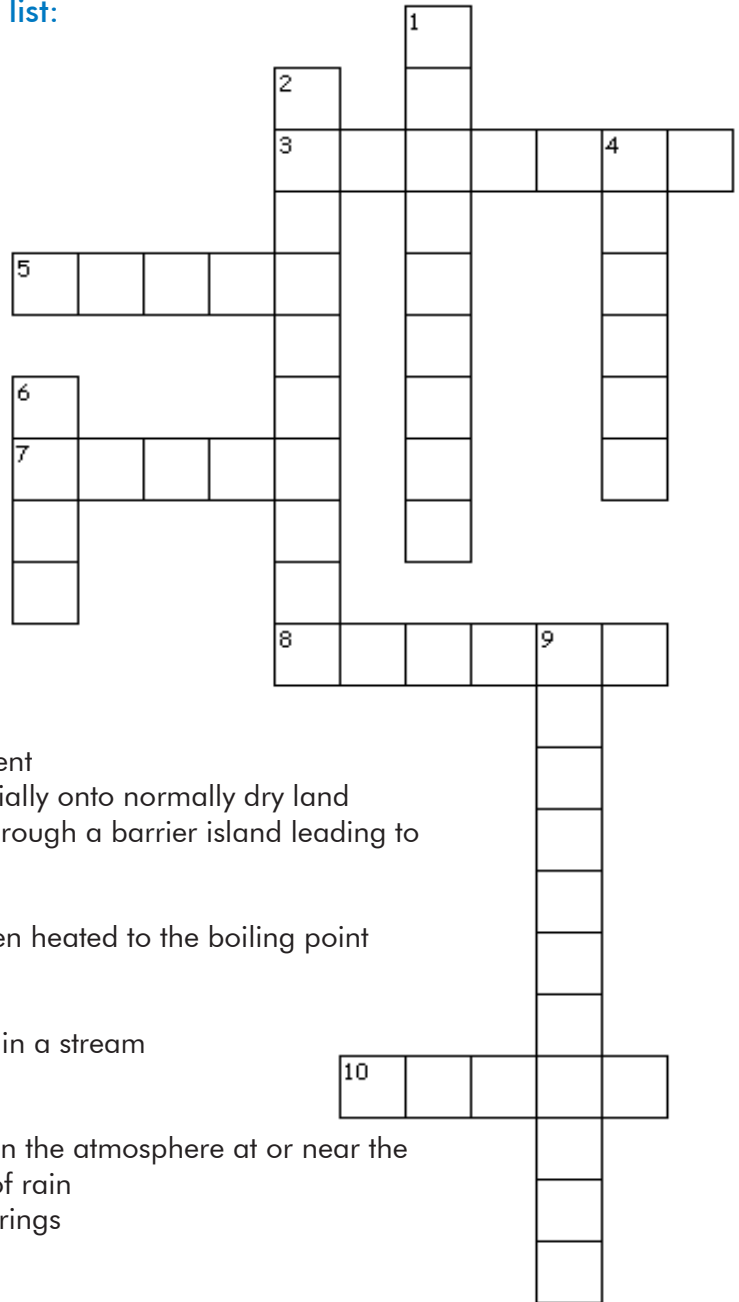 list:
1
2
3
4
5
6
7
8
9
ent
ially onto normally dry land
rough a barrier island leading to
en heated to the boiling point
in a stream
10
n the atmosphere at or near the
of rain
rings